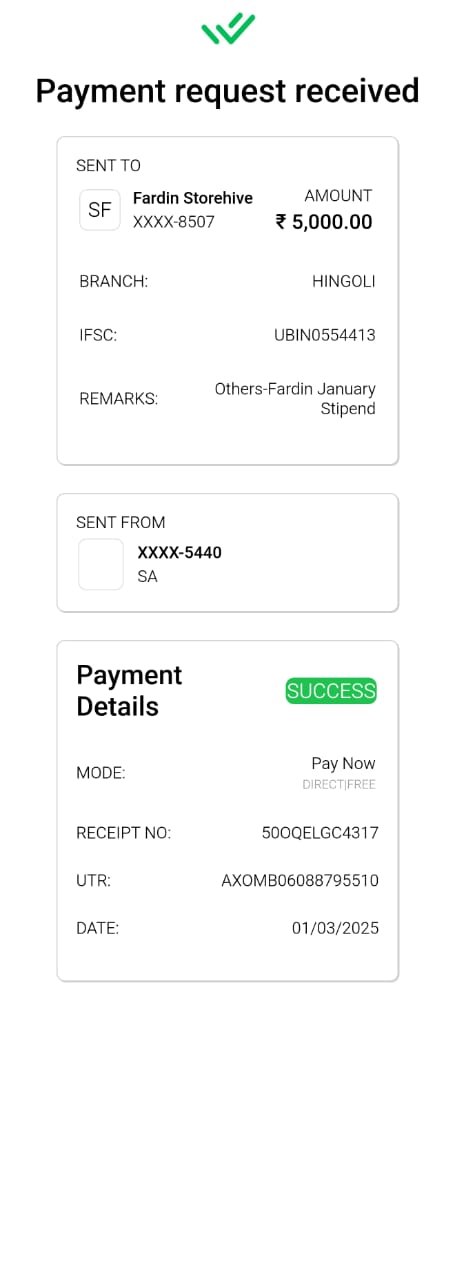 Payment request received
SENT TO
SF
Fardin Storehive
XXXX-8507
AMOUNT
₹ 5,000.00
BRANCH:
HINGOLI
IFSC:
UBIN0554413
REMARKS:
Others-Fardin January
Stipend
SENT FROM
XXXX-5440
SA
Payment
Details
SUCCESS
MODE:
Pay Now
DIRECT|FREE
RECEIPT NO:
50OQELGC4317
UTR:
AXOMB06088795510
DATE:
01/03/2025